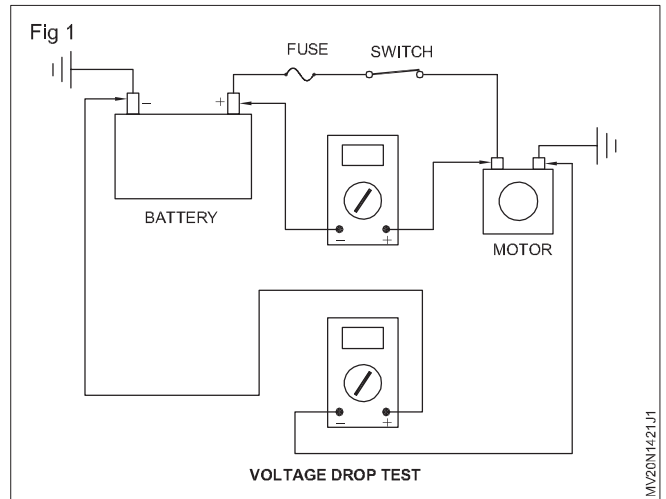 Fig 1
FUSE
SWITCH
- +
BATTERY
- +
MOTOR
- +
VOLTAGE DROP TEST
MV20N1421J1